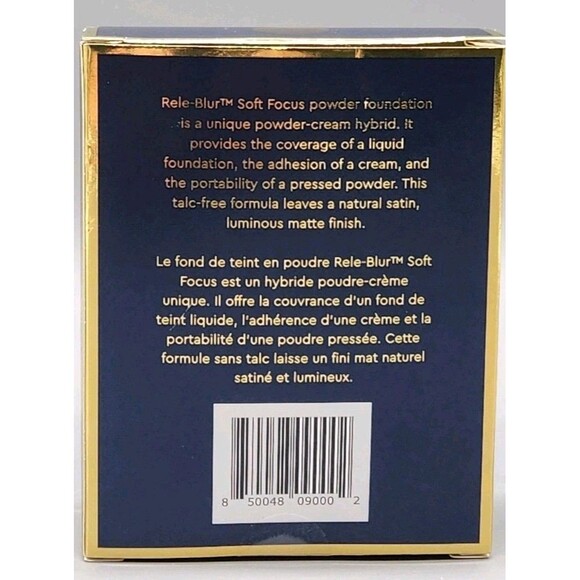 Rele-Blur™ Soft Focus powder foundation
is a unique powder-cream hybrid. It
provides the coverage of a liquid
foundation, the adhesion of a cream, and
the portability of a pressed powder. This
talc-free formula leaves a natural satin,
luminous matte finish.
Le fond de teint en poudre Rele-Blur™ Soft
Focus est un hybride poudre-crème
unique. Il offre la couvrance d'un fond de
teint liquide, l'adhérence d'une crème et la
portabilité d'une poudre pressée. Cette
formule sans talc laisse un fini mat naturel
satiné et lumineux.
8 50048 09000 2